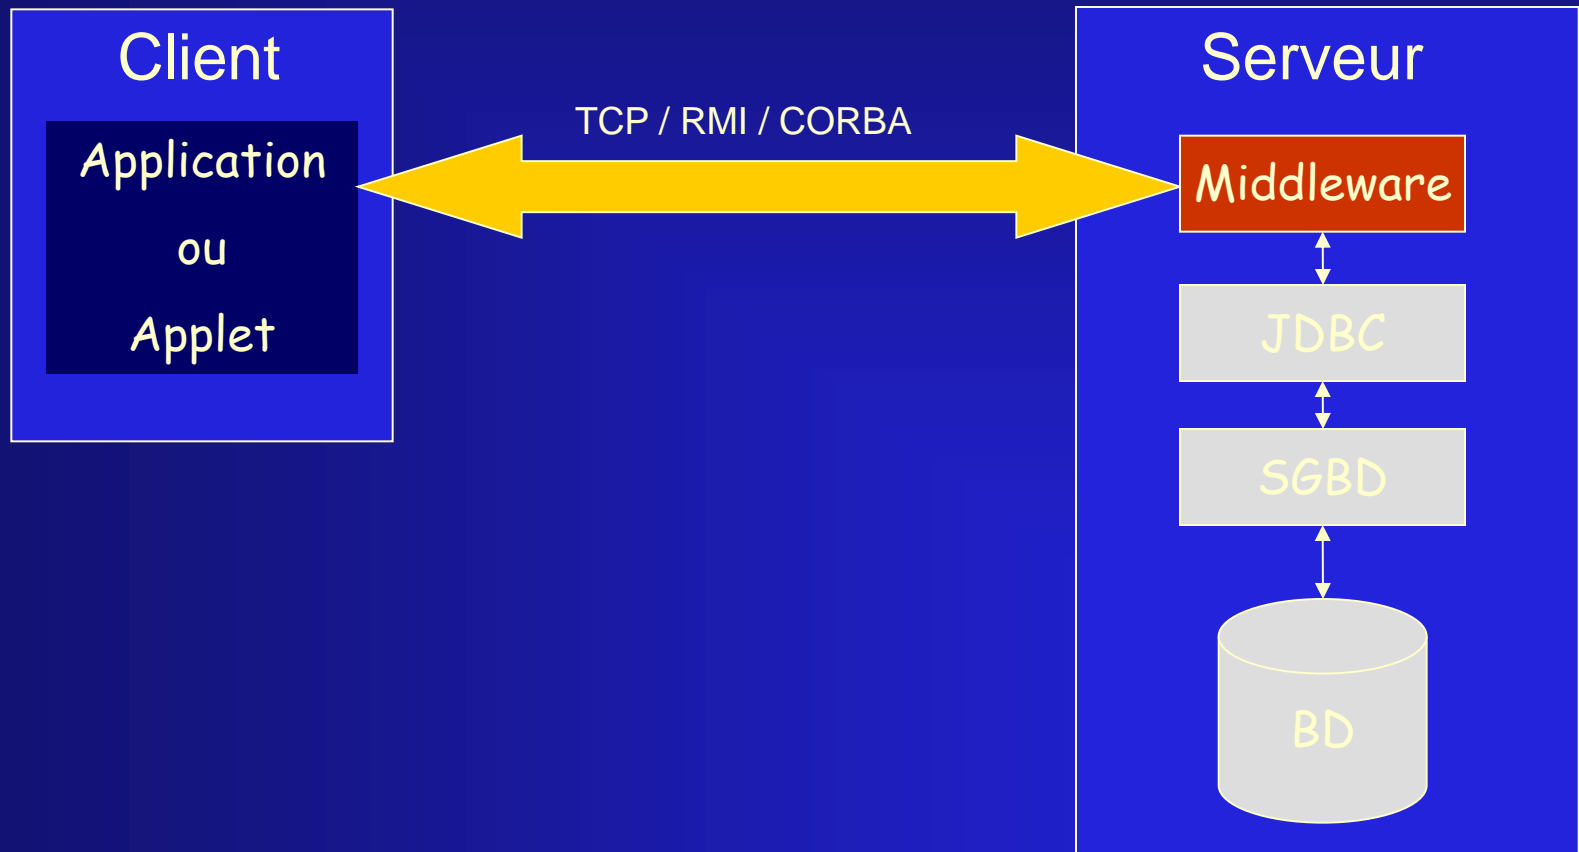 Client
Application
ou
Applet
TCP / RMI / CORBA
Serveur
Middleware
JDBC
SGBD
BD